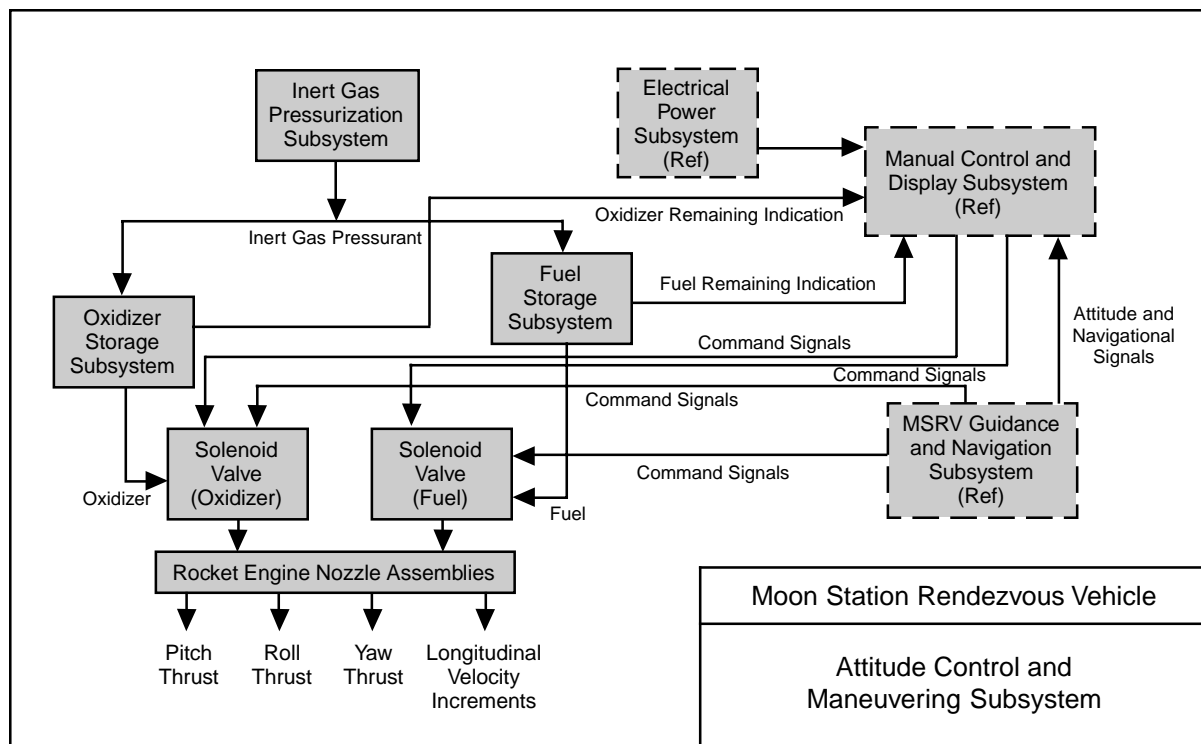 Inert Gas
Pressurization
Subsystem
Electrical
Power
Subsystem
(Ref)
Manual Control and
Display Subsystem
(Ref)
Oxidizer Remaining Indication
Inert Gas Pressurant
Fuel
Storage
Subsystem
Fuel Remaining Indication
Oxidizer
Storage
Subsystem
Attitude and
Navigational
Signals
Command Signals
Command Signals
Command Signals
MSRV Guidance
and Navigation
Subsystem
(Ref)
Solenoid
Valve
(Oxidizer)
Solenoid
Valve
(Fuel)
Command Signals
Oxidizer
Fuel
Rocket Engine Nozzle Assemblies
Pitch
Thrust
Roll
Thrust
Yaw
Thrust
Longitudinal
Velocity
Increments
Moon Station Rendezvous Vehicle
Attitude Control and
Maneuvering Subsystem